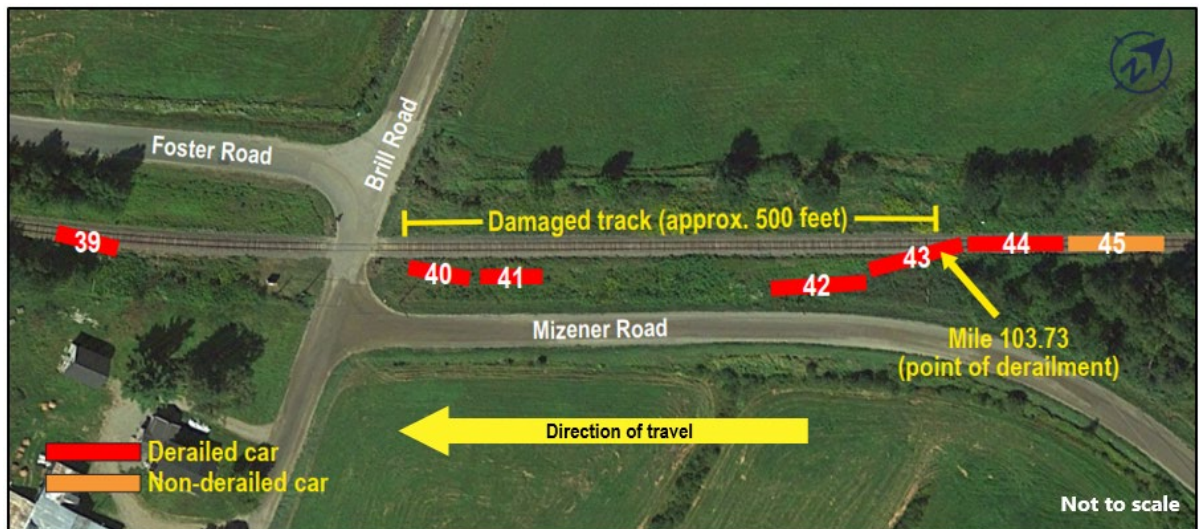 Foster Road
Brill Road
Damaged track (approx. 500 feet)
39
40
41
42
43
44
45
Mizener Road
Mile 103.73
(point of derailment)
Direction of travel
Derailed car
Non-derailed car
Not to scale
N